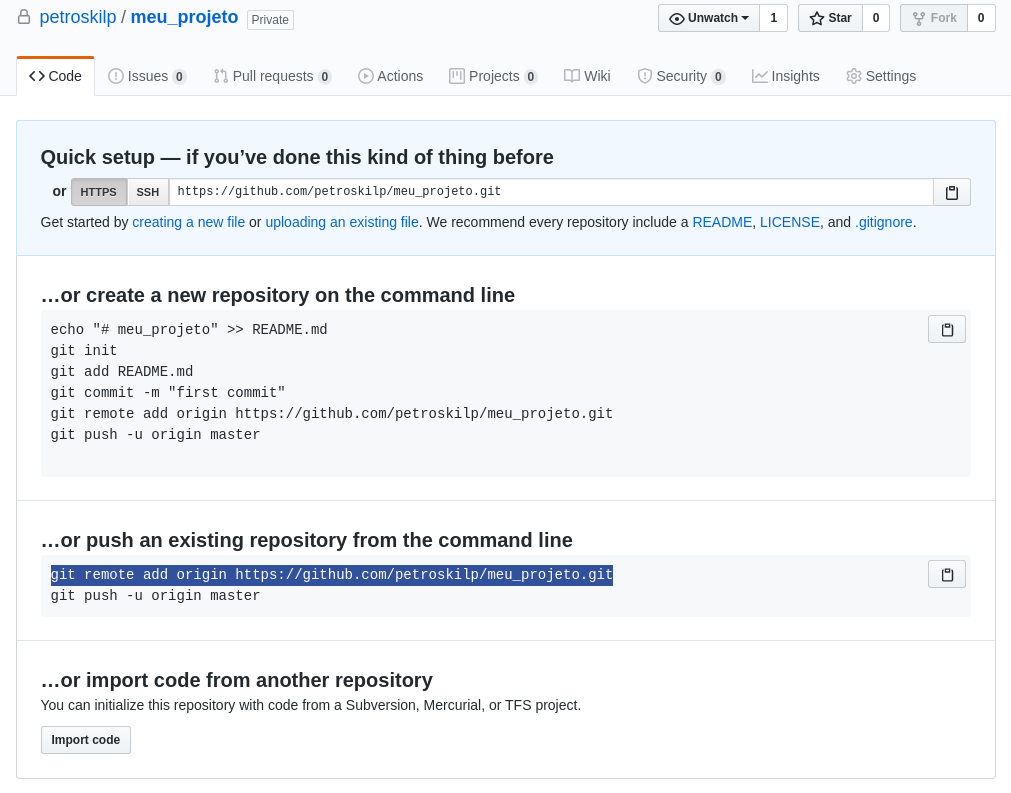 petroskilp / meu_projeto Private Unwatch 1 Star 0 Fork 0
Code Issues 0 Pull requests 0 Actions Projects 0 Wiki Security 0 Insights Settings
Quick setup — if you’ve done this kind of thing before
or HTTPS SSH https://github.com/petroskilp/meu_projeto.git
Get started by creating a new file or uploading an existing file. We recommend every repository include a README, LICENSE, and .gitignore.
…or create a new repository on the command line
echo "# meu_projeto" >> README.md
git init
git add README.md
git commit -m "first commit"
git remote add origin https://github.com/petroskilp/meu_projeto.git
git push -u origin master
…or push an existing repository from the command line
git remote add origin https://github.com/petroskilp/meu_projeto.git
git push -u origin master
…or import code from another repository
You can initialize this repository with code from a Subversion, Mercurial, or TFS project.
Import code